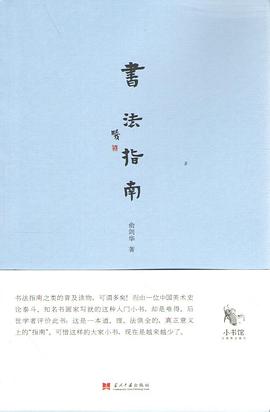 書法指南
俞剑华 著
书法指南之类的普及读物，可谓多矣！而由一位中国美术史
论泰斗、知名书画家写就的这种入门小书，却是难得。后
世学者评价此书：这是一本道、理、法俱全的，真正意义
上的“指南”。可惜这样的大家小书，现在是越来越少了。
小书馆
当代中国出版社